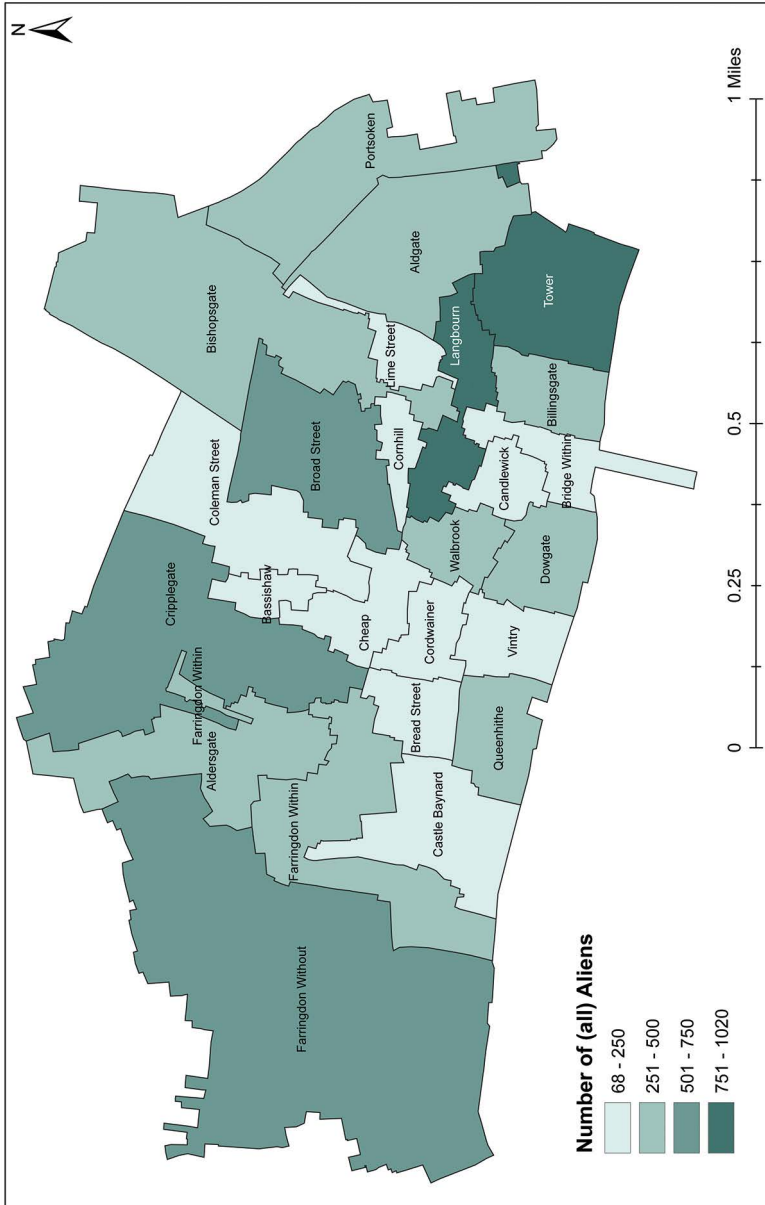 N
Portsoken
Bishopsgate
Aldgate
Tower
Lime Street
Langbourn
Billingsgate
Broad Street
Cornhill
Coleman Street
Candlewick
Bridge Within
Walbrook
Dowgate
Cripplegate
Bassishaw
Cheap
Cordwainer
Vintry
Farringdon Within
Aldersgate
Bread Street
Queenhithe
Farringdon Within
Castle Baynard
Farringdon Without
Number of (all) Aliens
68 - 250
251 - 500
501 - 750
751 - 1020
0 0.25 0.5 1 Miles